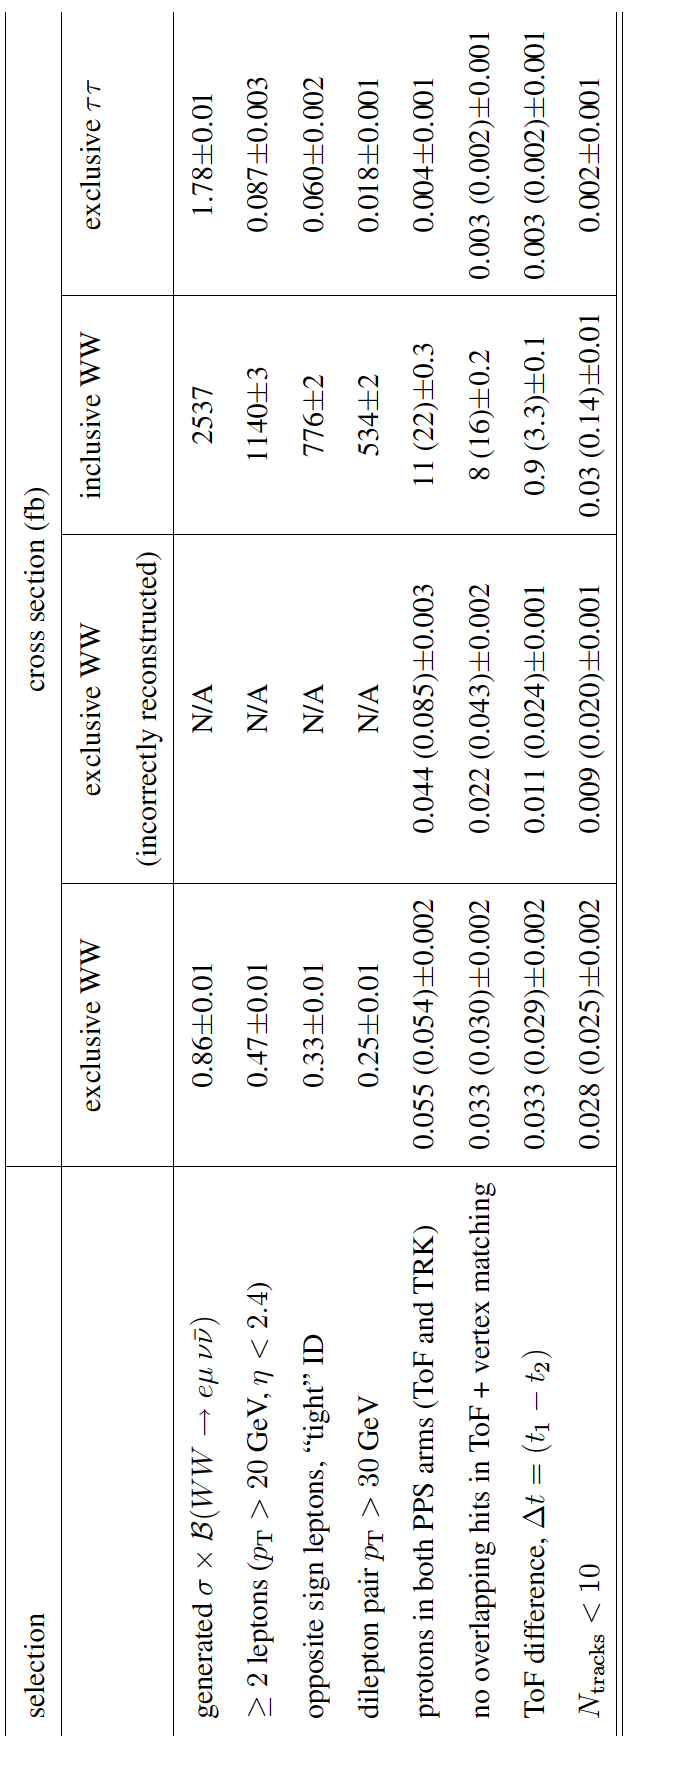 selection cross section (fb)
exclusive WW exclusive WW inclusive WW exclusive ττ
(incorrectly reconstructed)
generated σ × ℬ(WW → eμ νν̄) 0.86±0.01 N/A 2537 1.78±0.01
≥ 2 leptons (p_T > 20 GeV, η < 2.4) 0.47±0.01 N/A 1140±3 0.087±0.003
opposite sign leptons, “tight” ID 0.33±0.01 N/A 776±2 0.060±0.002
dilepton pair p_T > 30 GeV 0.25±0.01 N/A 534±2 0.018±0.001
protons in both PPS arms (ToF and TRK) 0.055 (0.054)±0.002 0.044 (0.085)±0.003 11 (22)±0.3 0.004±0.001
no overlapping hits in ToF + vertex matching 0.033 (0.030)±0.002 0.022 (0.043)±0.002 8 (16)±0.2 0.003 (0.002)±0.001
ToF difference, Δt = (t₁ − t₂) 0.033 (0.029)±0.002 0.011 (0.024)±0.001 0.9 (3.3)±0.1 0.003 (0.002)±0.001
N_tracks < 10 0.028 (0.025)±0.002 0.009 (0.020)±0.001 0.03 (0.14)±0.01 0.002±0.001